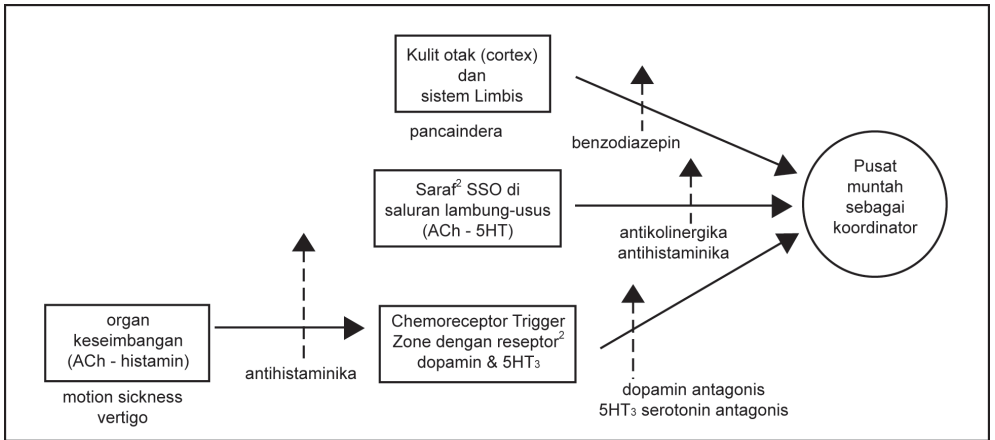 Kulit otak (cortex)
dan
sistem Limbis
pancaindera
benzodiazepin
Saraf² SSO di
saluran lambung-usus
(ACh - 5HT)
antikolinergika
antihistaminika
Pusat
muntah
sebagai
koordinator
organ
keseimbangan
(ACh - histamin)
motion sickness
vertigo
antihistaminika
Chemoreceptor Trigger
Zone dengan reseptor²
dopamin & 5HT₃
dopamin antagonis
5HT₃ serotonin antagonis